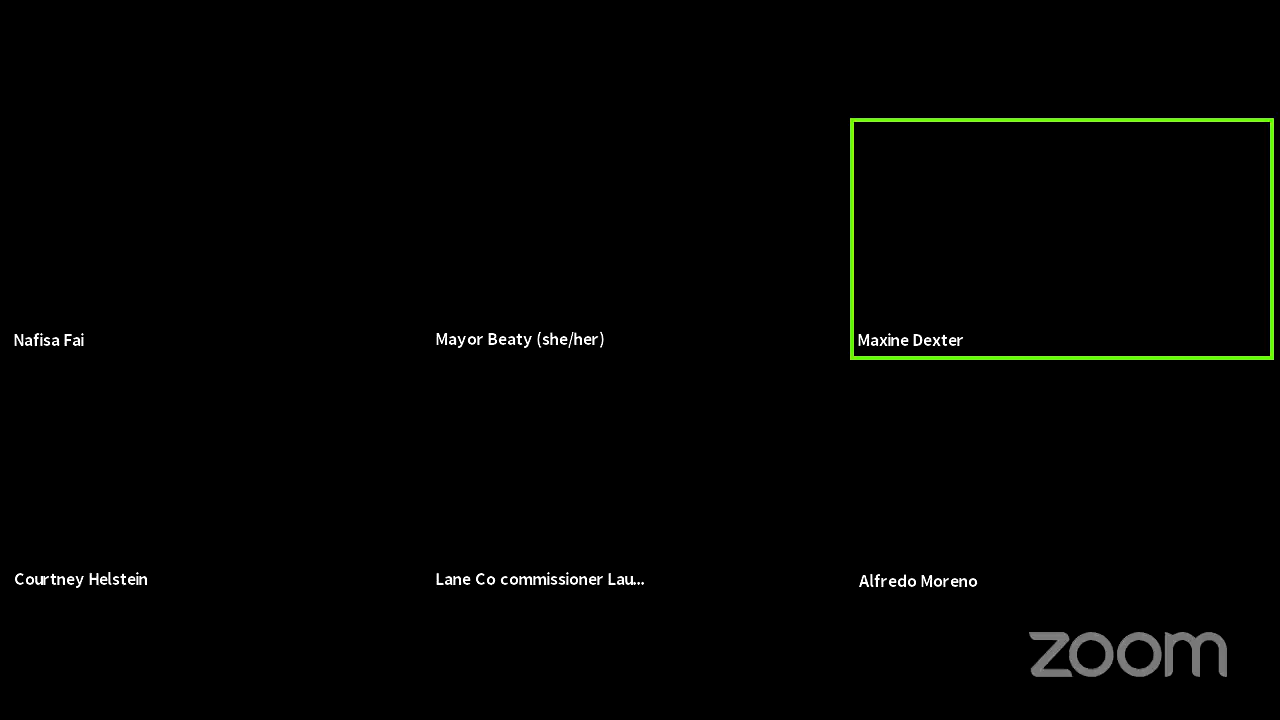 Nafisa Fai
Mayor Beaty (she/her)
Maxine Dexter
Courtney Helstein
Lane Co commissioner Lau...
Alfredo Moreno
zoom